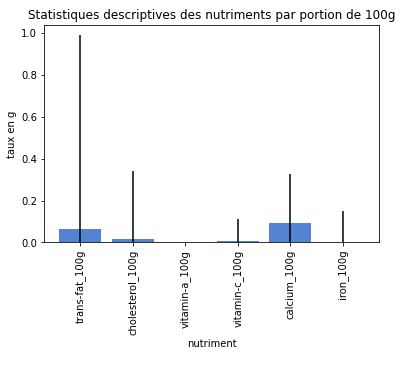 Statistiques descriptives des nutriments par portion de 100g
1.0
0.8
0.6
0.4
0.2
0.0
taux en g
trans-fat_100g
cholesterol_100g
vitamin-a_100g
vitamin-c_100g
calcium_100g
iron_100g
nutriment